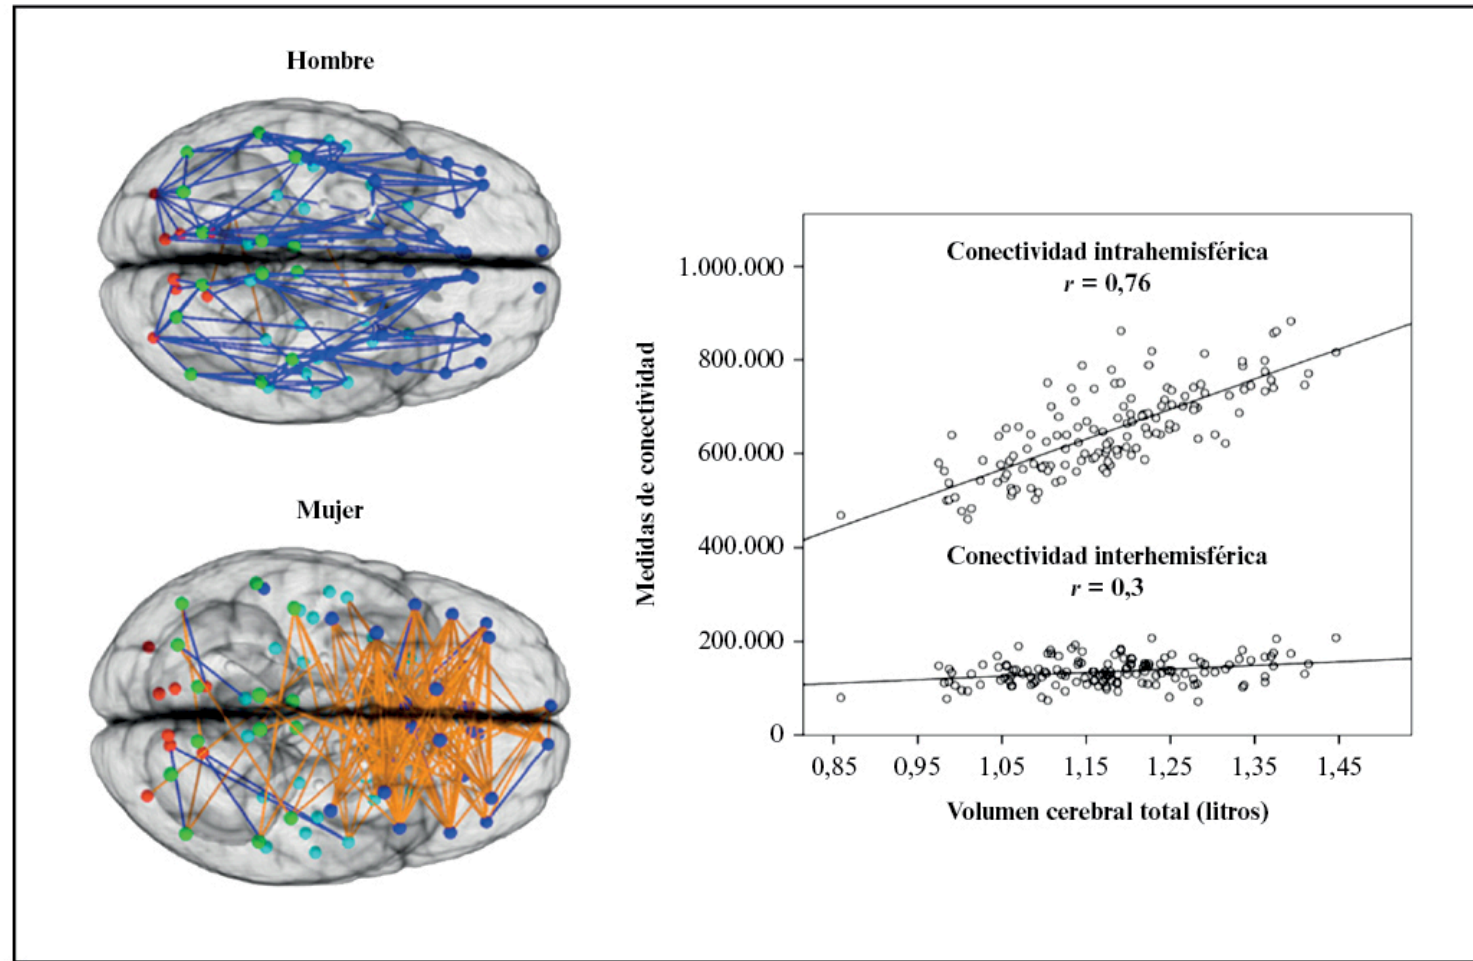 Hombre
Mujer
Conectividad intrahemisférica
r = 0,76
Conectividad interhemisférica
r = 0,3
Medidas de conectividad
1.000.000
800.000
600.000
400.000
200.000
0
0,85 0,95 1,05 1,15 1,25 1,35 1,45
Volumen cerebral total (litros)